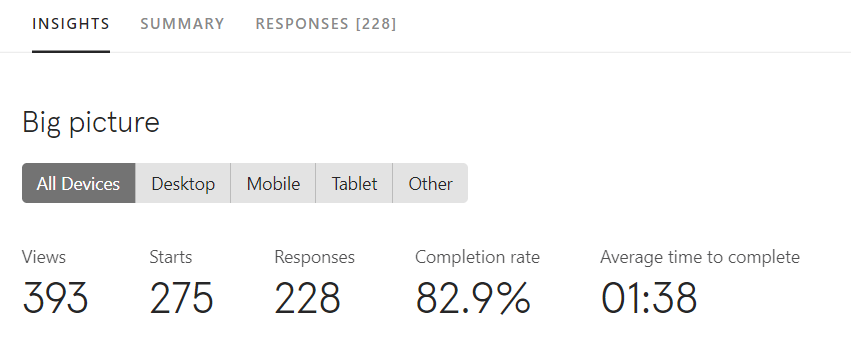 INSIGHTS SUMMARY RESPONSES [228]
Big picture
All Devices Desktop Mobile Tablet Other
Views Starts Responses Completion rate Average time to complete
393 275 228 82.9% 01:38